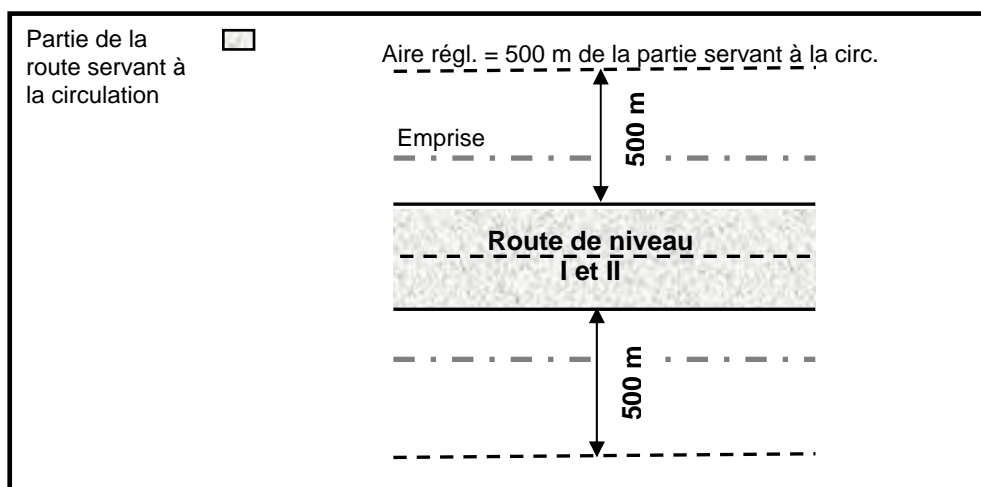 Partie de la
route servant à
la circulation
Aire régl. = 500 m de la partie servant à la circ.
500 m
Emprise
Route de niveau
I et II
500 m